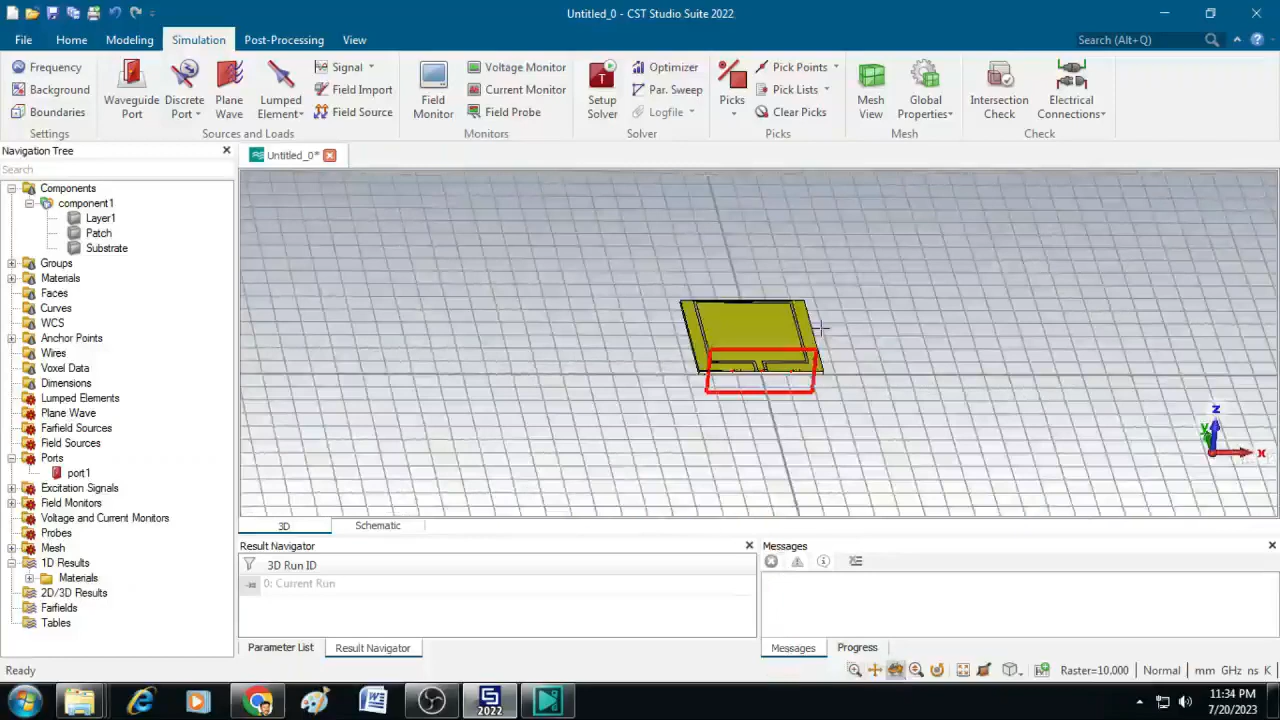 Untitled_0 - CST Studio Suite 2022
File Home Modeling Simulation Post-Processing View Search (Alt+Q)
Frequency
Background
Boundaries
Settings
Waveguide Port
Discrete Port
Plane Wave
Lumped Element
Signal
Field Import
Field Source
Sources and Loads
Field Monitor
Voltage Monitor
Current Monitor
Field Probe
Monitors
Setup Solver
Optimizer
Par. Sweep
Logfile
Solver
Picks
Pick Points
Pick Lists
Clear Picks
Picks
Mesh View
Global Properties
Mesh
Intersection Check
Electrical Connections
Check
Navigation Tree
Search
Untitled_0*
Components
component1
Layer1
Patch
Substrate
Groups
Materials
Faces
Curves
WCS
Anchor Points
Wires
Voxel Data
Dimensions
Lumped Elements
Plane Wave
Farfield Sources
Field Sources
Ports
port1
Excitation Signals
Field Monitors
Voltage and Current Monitors
Probes
Mesh
1D Results
Materials
2D/3D Results
Farfields
Tables
z
y
x
3D Schematic
Result Navigator
3D Run ID
0: Current Run
Parameter List Result Navigator
Messages
Messages Progress
Ready
Raster=10.000 Normal mm GHz ns K
2022
11:34 PM
7/20/2023